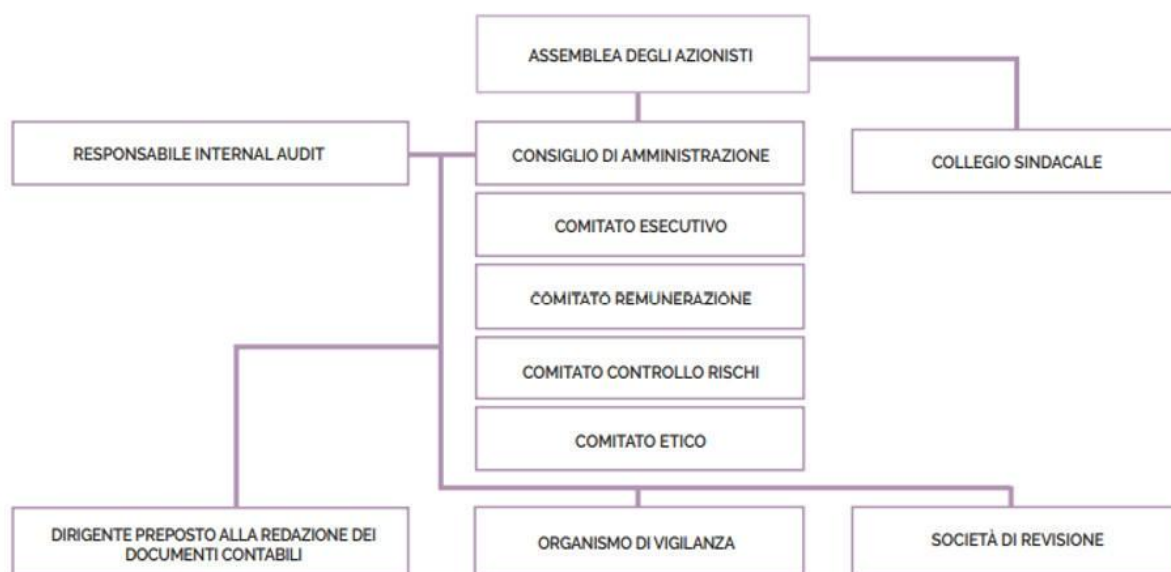 ASSEMBLEA DEGLI AZIONISTI
RESPONSABILE INTERNAL AUDIT
CONSIGLIO DI AMMINISTRAZIONE
COLLEGIO SINDACALE
COMITATO ESECUTIVO
COMITATO REMUNERAZIONE
COMITATO CONTROLLO RISCHI
COMITATO ETICO
DIRIGENTE PREPOSTO ALLA REDAZIONE DEI
DOCUMENTI CONTABILI
ORGANISMO DI VIGILANZA
SOCIETÀ DI REVISIONE